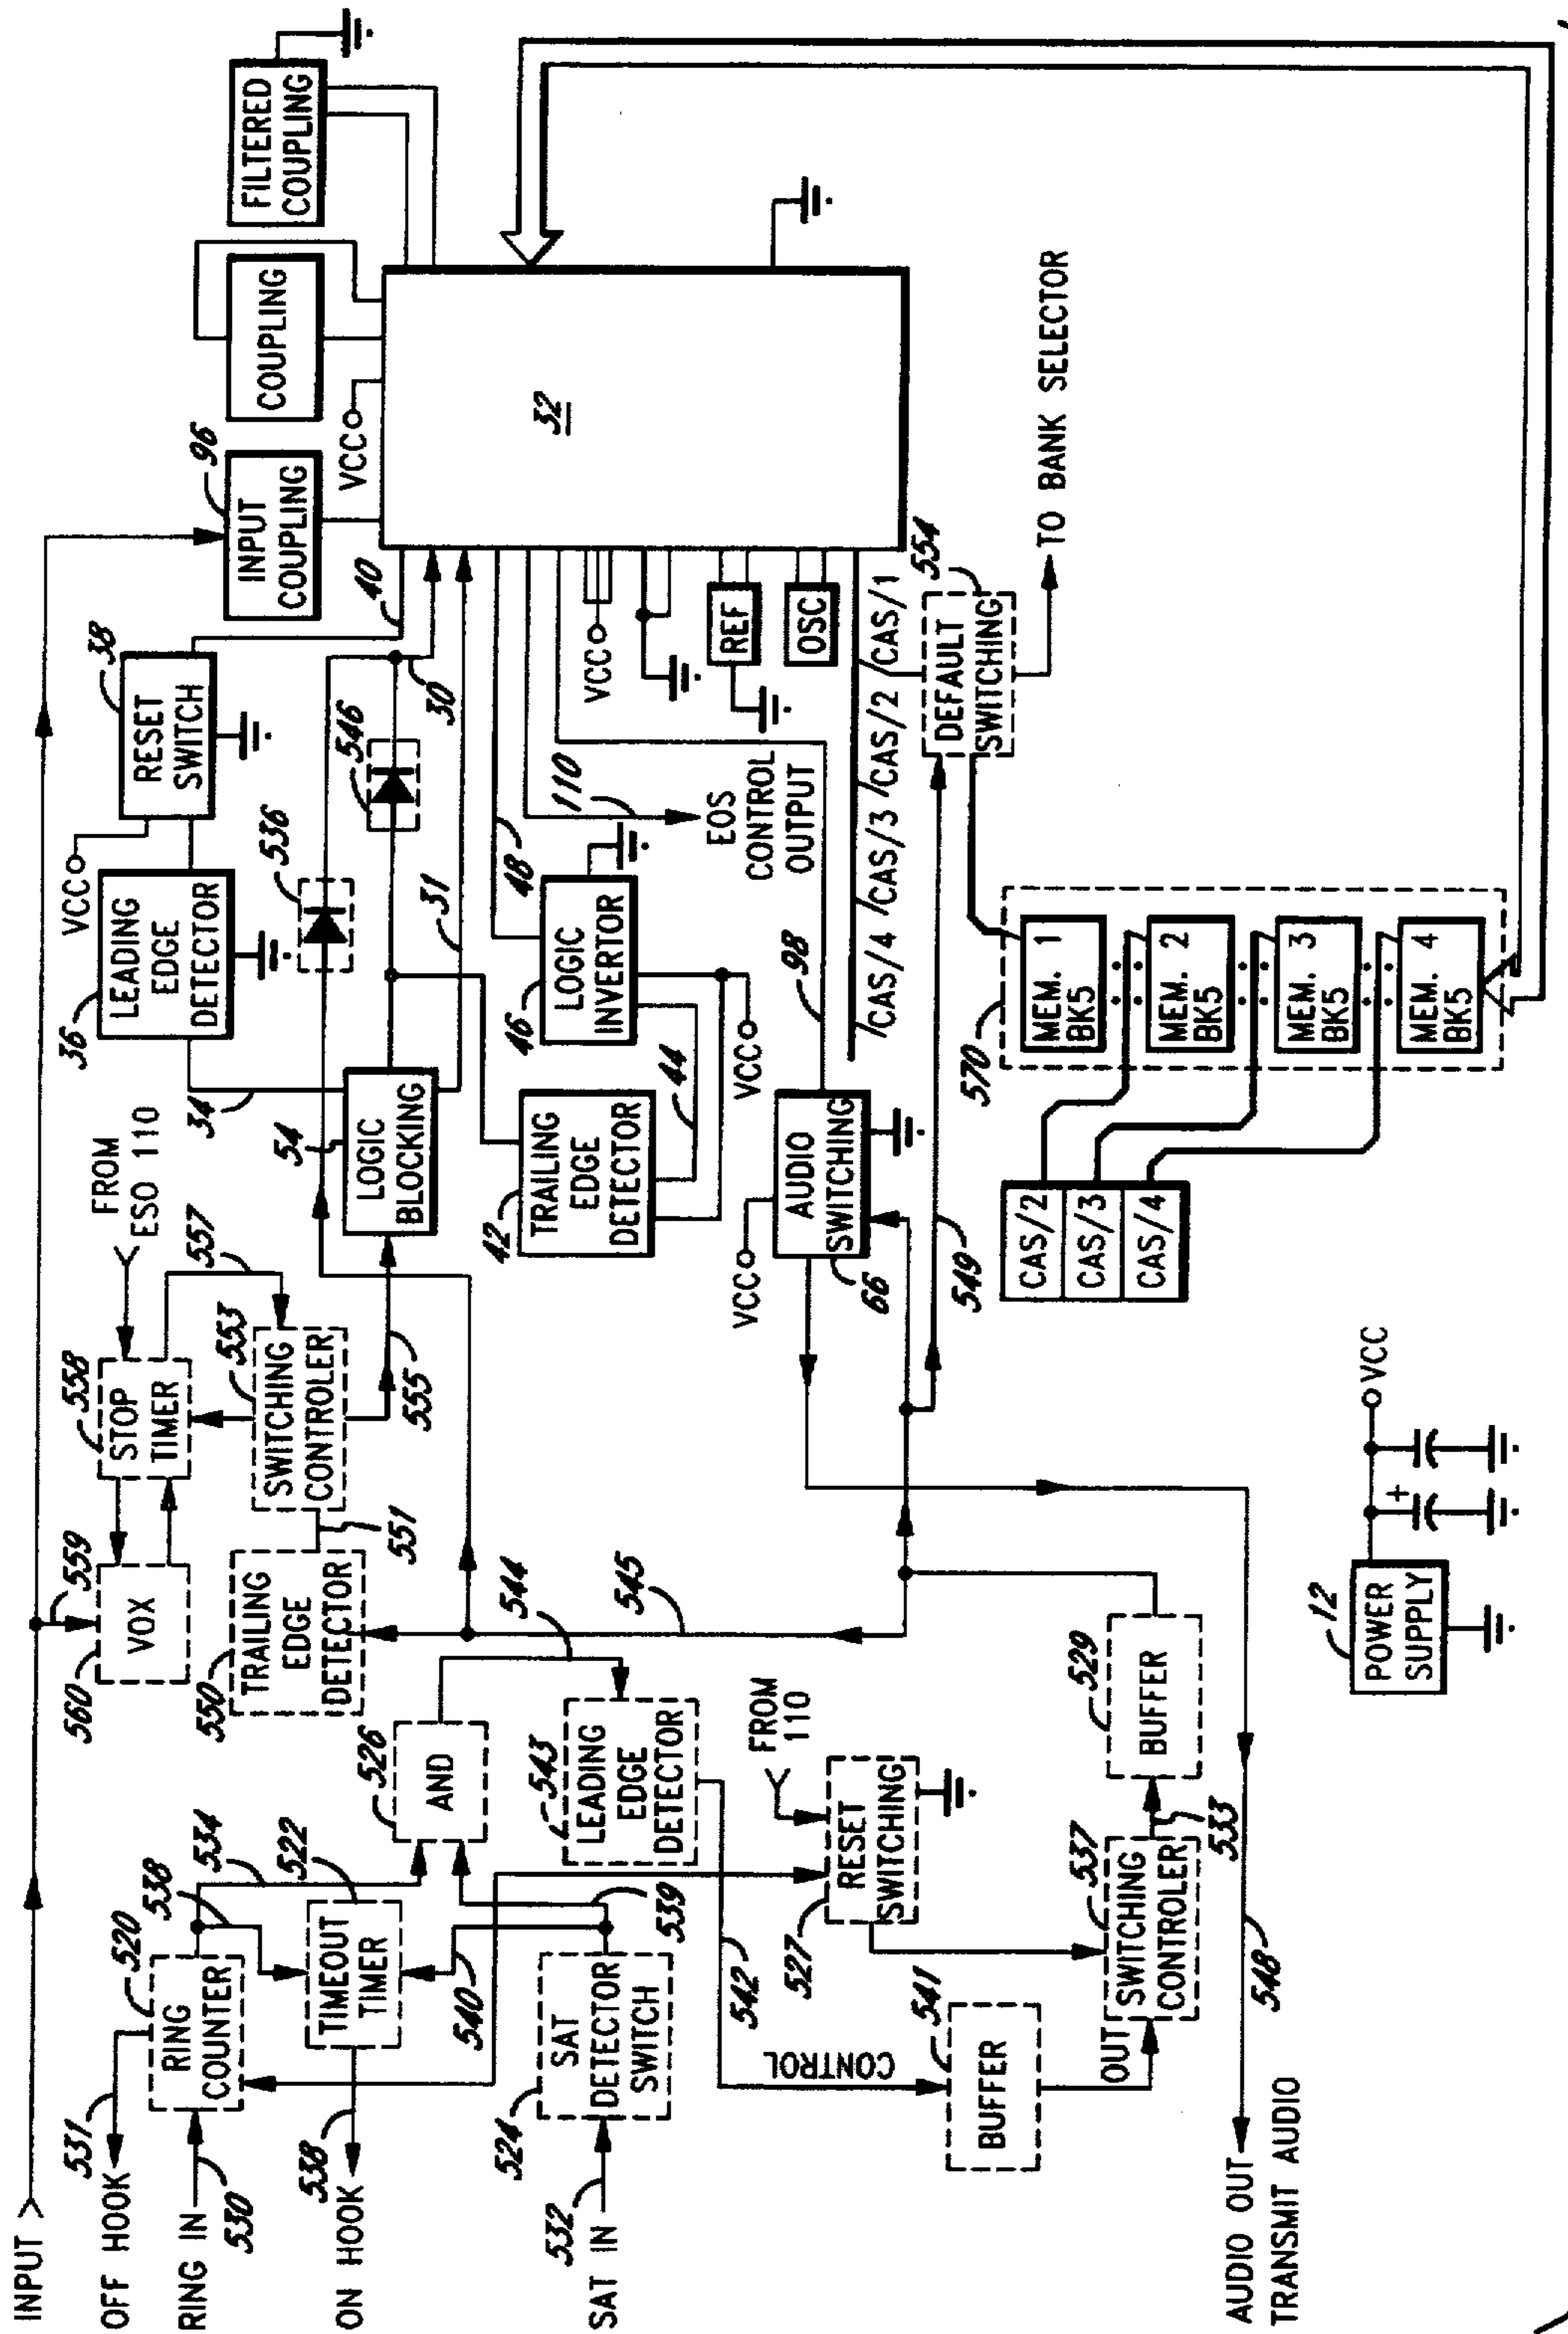 INPUT
OFF HOOK
531
RING IN
530
520
RING
COUNTER
534
538
522
TIMEOUT
TIMER
ON HOOK
538
540
539
SAT IN
532
524
SAT
DETECTOR
SWITCH
526
AND
544
543
LEADING
EDGE
DETECTOR
542
CONTROL
541
BUFFER
OUT
FROM
110
527
RESET
SWITCHING
537
SWITCHING
CONTROLER
533
529
BUFFER
545
AUDIO OUT
TRANSMIT AUDIO
548
12
POWER
SUPPLY
+
VCC
559
560
VOX
558
STOP
TIMER
FROM
ESO 110
557
550
TRAILING
EDGE
DETECTOR
551
553
SWITCHING
CONTROLER
555
34
36
LEADING
EDGE
DETECTOR
VCC
38
RESET
SWITCH
40
96
INPUT
COUPLING
VCC
COUPLING
FILTERED
COUPLING
536
546
30
31
54
LOGIC
BLOCKING
42
TRAILING
EDGE
DETECTOR
44
46
LOGIC
INVERTOR
48
VCC
110
EOS
CONTROL
OUTPUT
VCC
REF
OSC
32
VCC
AUDIO
SWITCHING
66
98
/CAS/4
/CAS/3
/CAS/2
/CAS/1
549
DEFAULT
SWITCHING
554
TO BANK SELECTOR
570
MEM. 1
BK5
MEM. 2
BK5
MEM. 3
BK5
MEM. 4
BK5
CAS/2
CAS/3
CAS/4